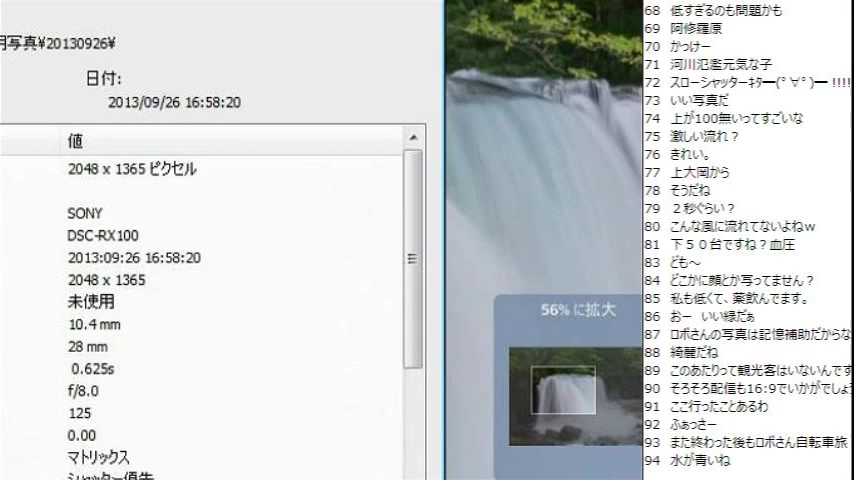 月写真¥20130926¥
日付:
2013/09/26 16:58:20
値
2048 x 1365 ピクセル
SONY
DSC-RX100
2013:09:26 16:58:20
2048 x 1365
未使用
10.4 mm
28 mm
0.625s
f/8.0
125
0.00
マトリックス
シャッター優先
56% に拡大
68 低すぎるのも問題かも
69 阿修羅原
70 かっけー
71 河川氾濫元気な子
72 スローシャッターｷﾀ━(ﾟ∀ﾟ)━ !!!!
73 いい写真だ
74 上が100無いってすごいな
75 激しい流れ？
76 きれい。
77 上大岡から
78 そうだね
79 ２秒ぐらい？
80 こんな風に流れてないよねｗ
81 下５０台ですね？血圧
83 ども～
84 どこかに顔とか写ってません？
85 私も低くて、薬飲んでます。
86 おー　いい緑だぁ
87 ロボさんの写真は記憶補助だからな
88 綺麗だね
89 このあたりって観光客はいないんです
90 そろそろ配信も16:9でいかがでしょ
91 ここ行ったことあるわ
92 ふぁっさー
93 また終わった後もロボさん自転車旅
94 水が青いね